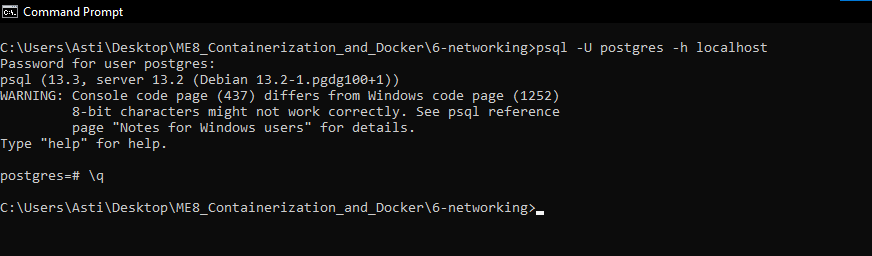 Command Prompt
C:\Users\Asti\Desktop\ME8_Containerization_and_Docker\6-networking>psql -U postgres -h localhost
Password for user postgres:
psql (13.3, server 13.2 (Debian 13.2-1.pgdg100+1))
WARNING: Console code page (437) differs from Windows code page (1252)
         8-bit characters might not work correctly. See psql reference
         page "Notes for Windows users" for details.
Type "help" for help.
postgres=# \q
C:\Users\Asti\Desktop\ME8_Containerization_and_Docker\6-networking>